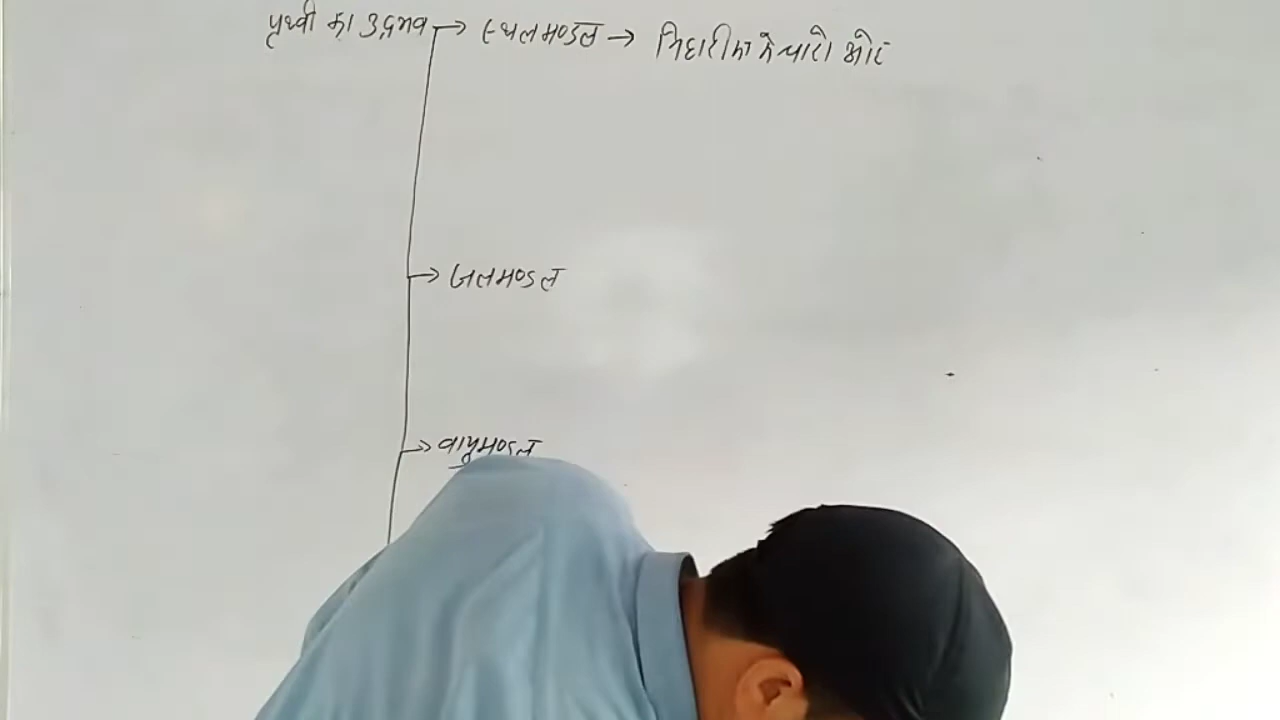 पृथ्वी का उद्भव → स्थलमण्डल → निहारीका के चारो ओर
→ जलमण्डल
→ वायुमण्डल